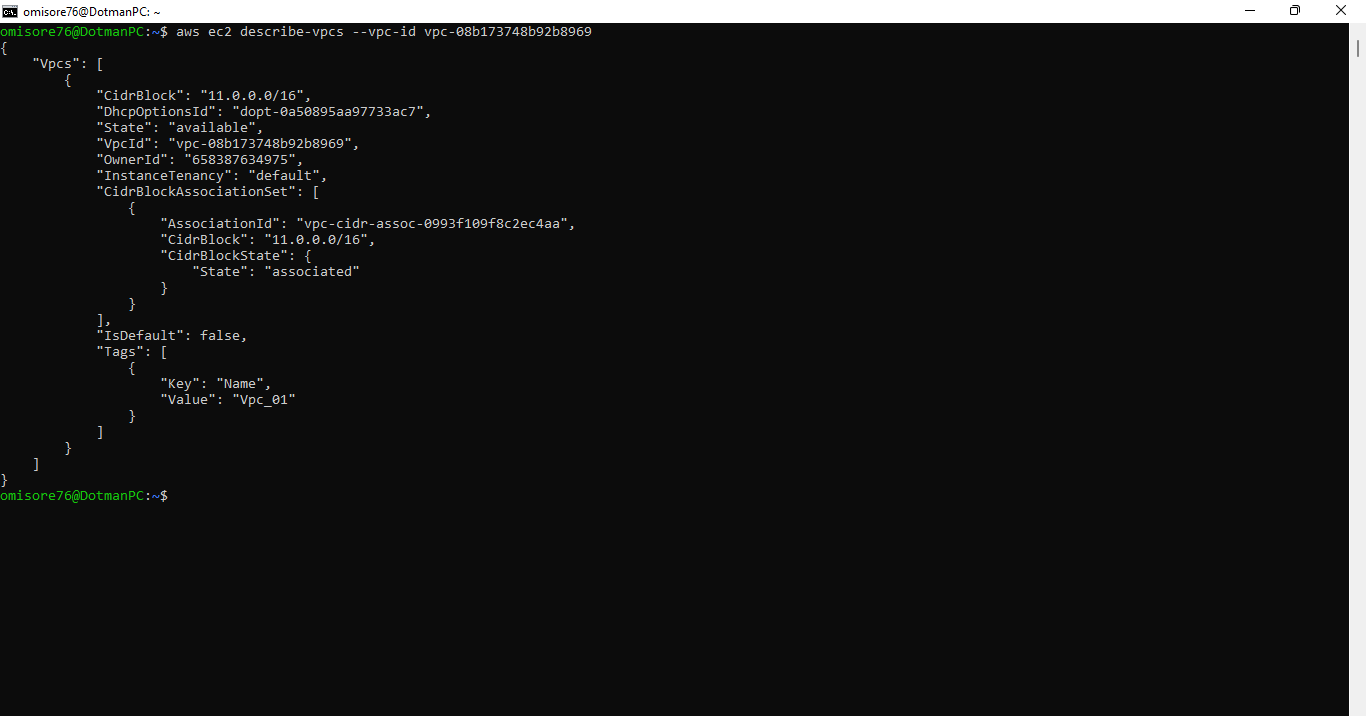 omisore76@DotmanPC: ~
omisore76@DotmanPC:~$ aws ec2 describe-vpcs --vpc-id vpc-08b173748b92b8969
{
    "Vpcs": [
        {
            "CidrBlock": "11.0.0.0/16",
            "DhcpOptionsId": "dopt-0a50895aa97733ac7",
            "State": "available",
            "VpcId": "vpc-08b173748b92b8969",
            "OwnerId": "658387634975",
            "InstanceTenancy": "default",
            "CidrBlockAssociationSet": [
                {
                    "AssociationId": "vpc-cidr-assoc-0993f109f8c2ec4aa",
                    "CidrBlock": "11.0.0.0/16",
                    "CidrBlockState": {
                        "State": "associated"
                    }
                }
            ],
            "IsDefault": false,
            "Tags": [
                {
                    "Key": "Name",
                    "Value": "Vpc_01"
                }
            ]
        }
    ]
}
omisore76@DotmanPC:~$